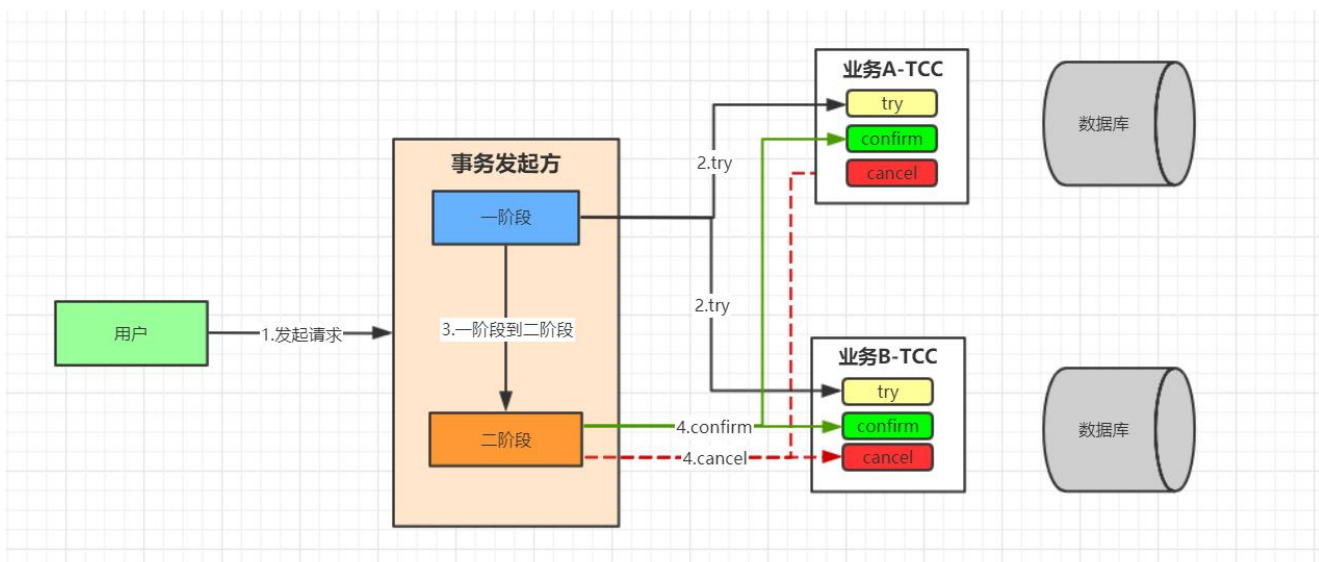 用户
1.发起请求
事务发起方
一阶段
3.一阶段到二阶段
二阶段
2.try
2.try
4.confirm
4.cancel
业务A-TCC
try
confirm
cancel
数据库
业务B-TCC
try
confirm
cancel
数据库